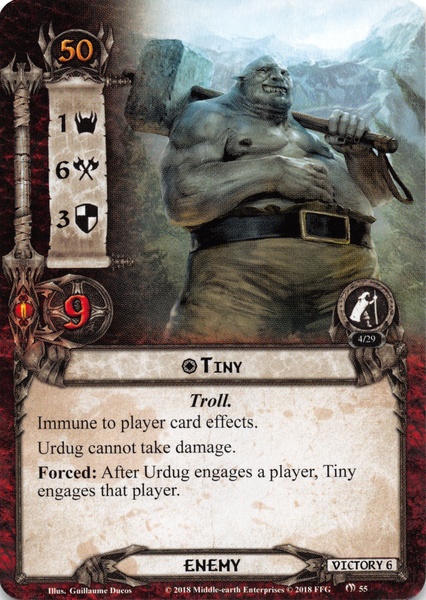 50
1
6
3
9
4/29
Tiny
Troll.
Immune to player card effects.
Urdug cannot take damage.
Forced: After Urdug engages a player, Tiny
engages that player.
ENEMY
VICTORY 6
Illus. Guillaume Ducos
© 2018 Middle-earth Enterprises © 2018 FFG
55